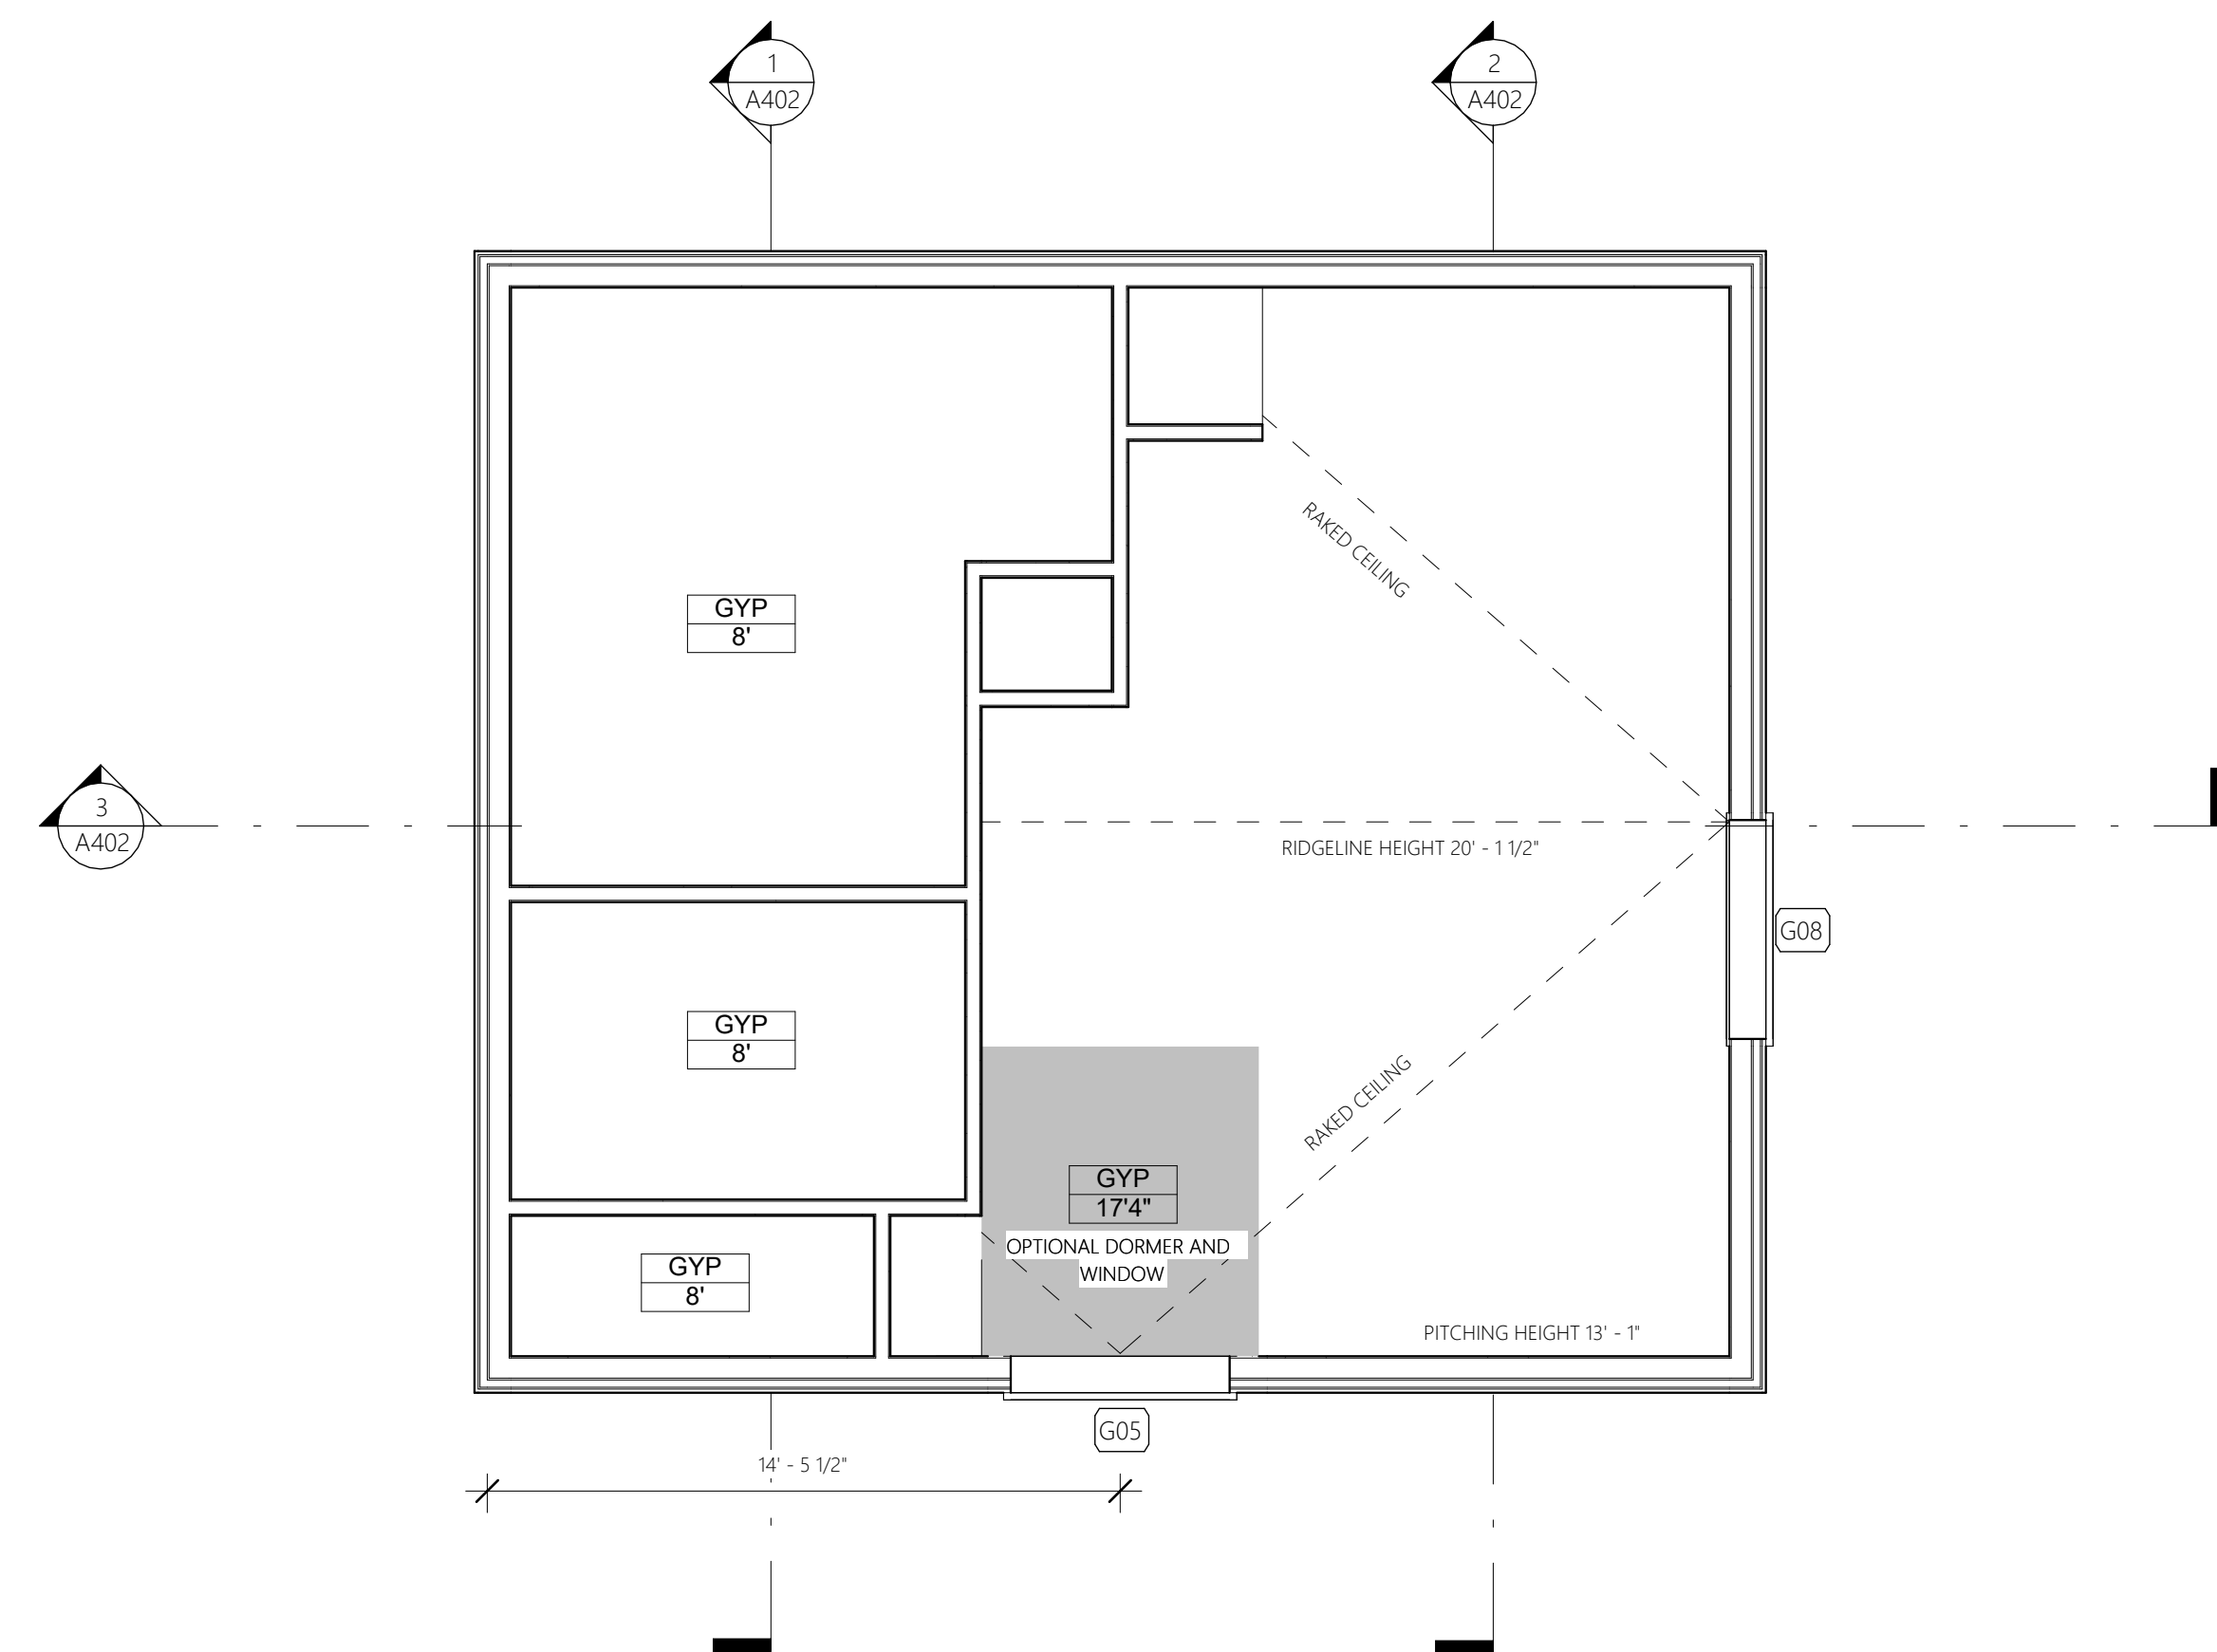 1
A402
2
A402
RAKED CEILING
GYP
8'
3
A402
RIDGELINE HEIGHT 20' - 1 1/2"
G08
GYP
8'
RAKED CEILING
GYP
17'4"
OPTIONAL DORMER AND
WINDOW
GYP
8'
PITCHING HEIGHT 13' - 1"
G05
14' - 5 1/2"